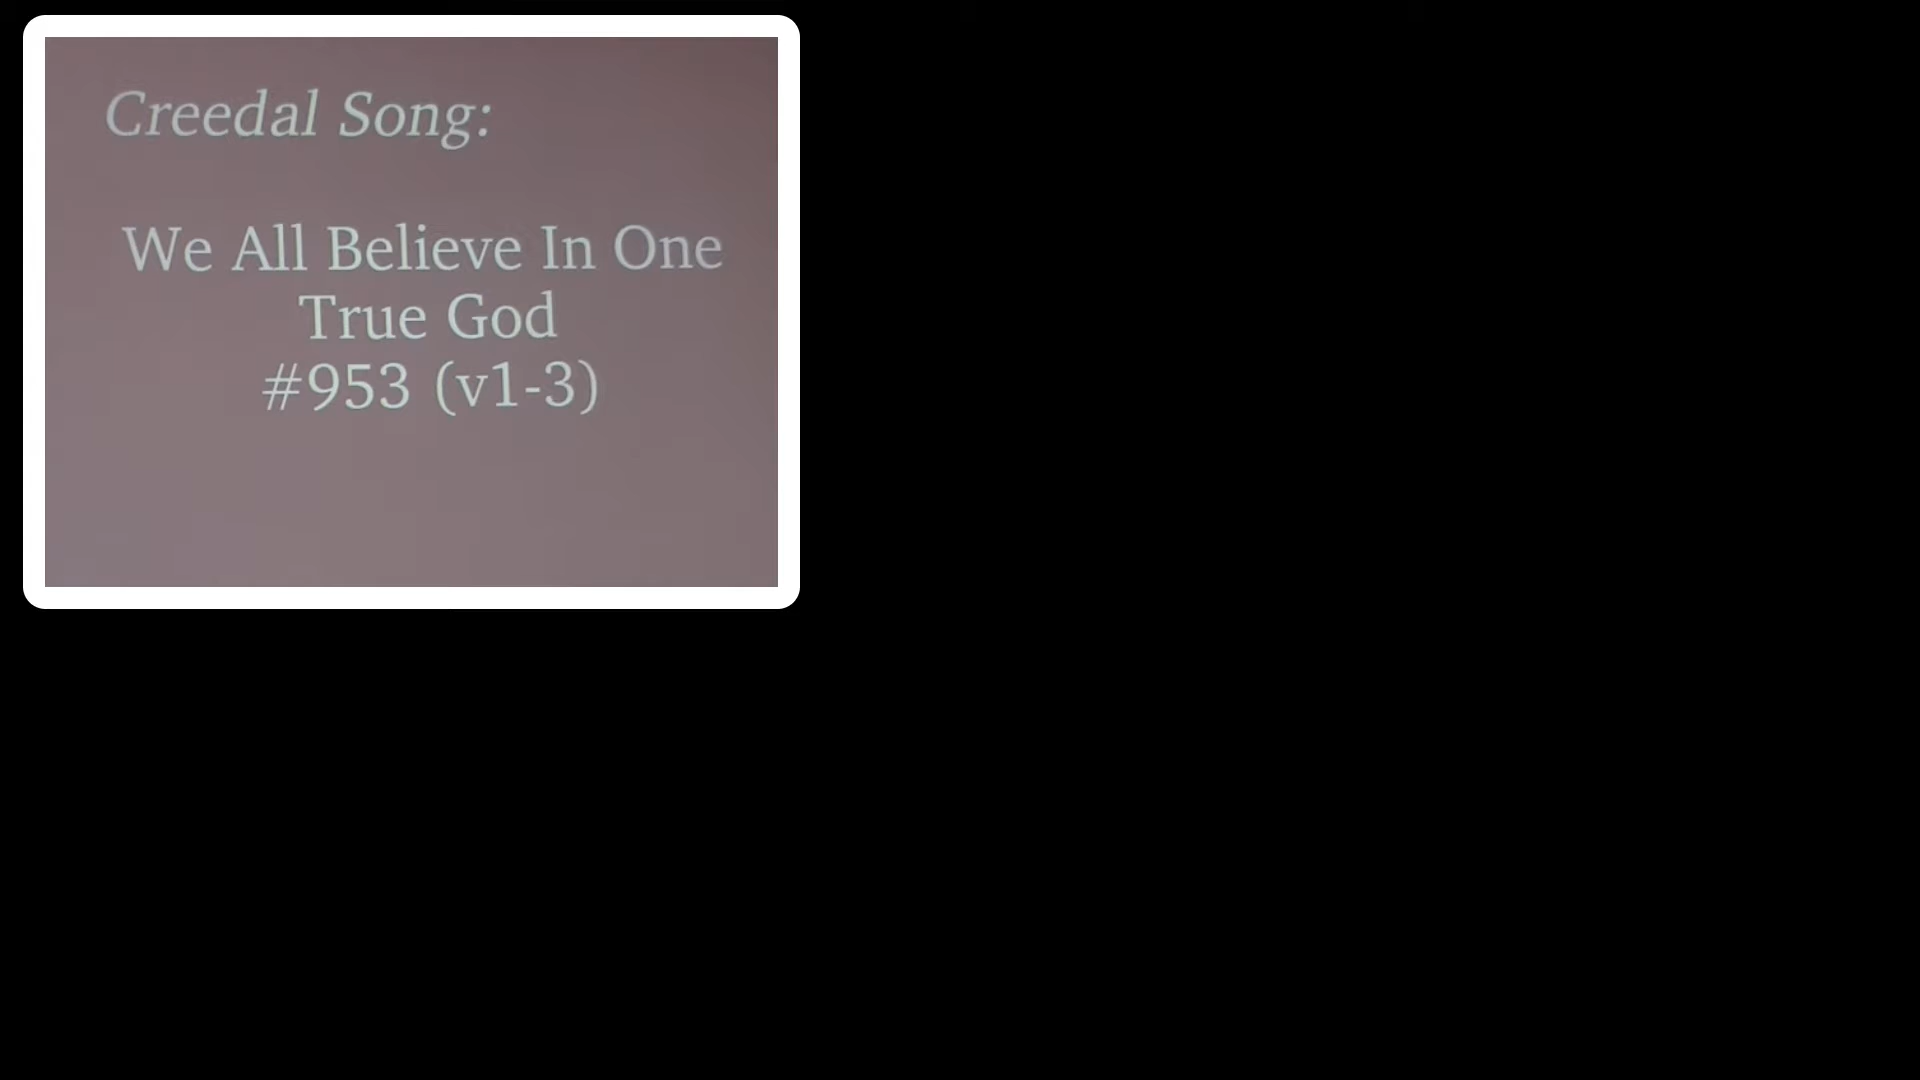 Creedal Song:
We All Believe In One
True God
#953 (v1-3)